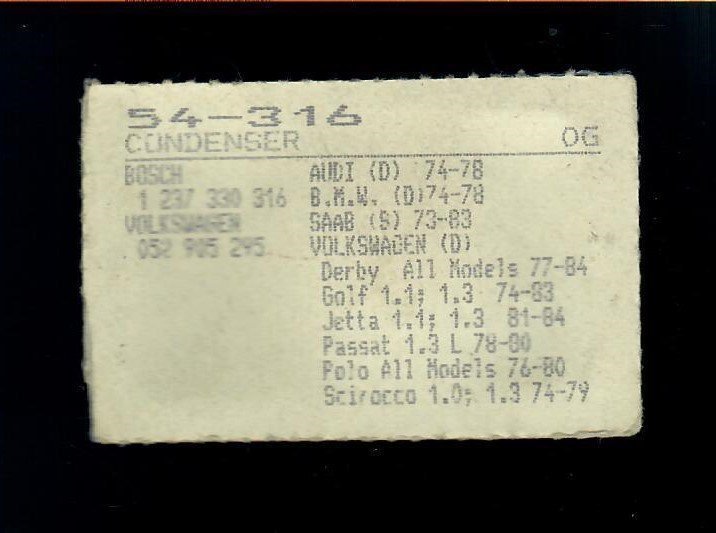 54-316
CONDENSER OG
BOSCH AUDI (D) 74-78
1 237 330 316 B.M.W. (D)74-78
VOLKSWAGEN SAAB (S) 73-83
052 905 295 VOLKSWAGEN (D)
Derby All Models 77-84
Golf 1.1; 1.3 74-83
Jetta 1.1; 1.3 81-84
Passat 1.3 L 78-80
Polo All Models 76-80
Scirocco 1.0; 1.3 74-79